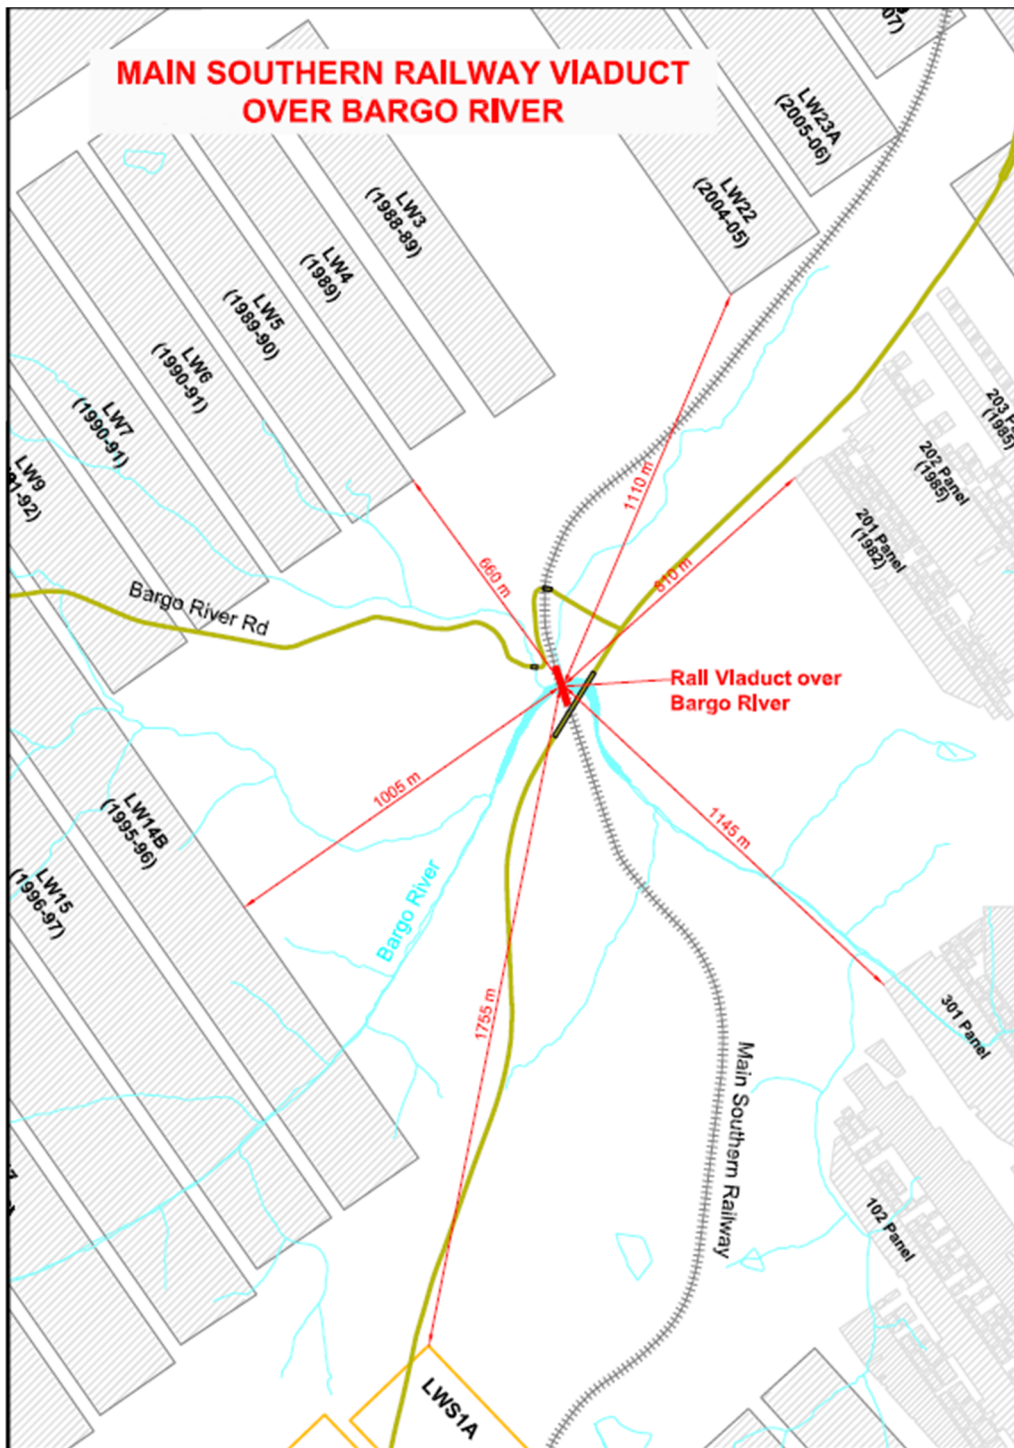 MAIN SOUTHERN RAILWAY VIADUCT
OVER BARGO RIVER
07)
LW23A
(2005-06)
LW22
(2004-05)
LW3
(1988-89)
LW4
(1989)
LW5
(1989-90)
LW6
(1990-91)
LW7
(1990-91)
LW9
91-92)
203 P
(1985)
202 Panel
(1985)
201 Panel
(1982)
1110 m
810 m
660 m
Bargo River Rd
Rail Viaduct over
Bargo River
1005 m
1145 m
LW14B
(1995-96)
LW15
(1996-97)
Bargo River
1755 m
301 Panel
Main Southern Railway
102 Panel
LWS1A